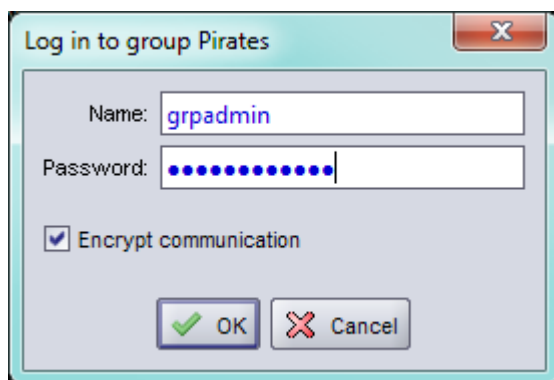 Log in to group Pirates
Name: grpadmin
Password: ●●●●●●●●●●●●
Encrypt communication
OK Cancel